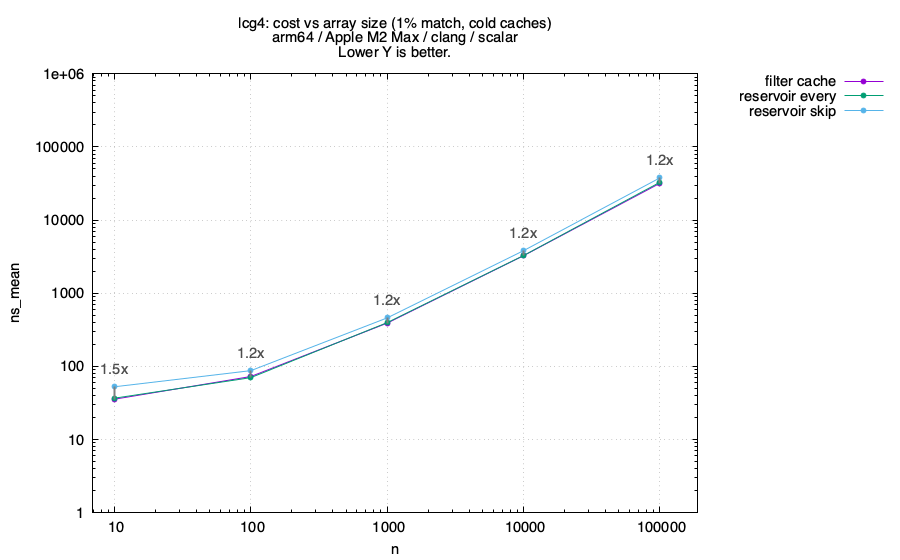 lcg4: cost vs array size (1% match, cold caches)
arm64 / Apple M2 Max / clang / scalar
Lower Y is better.
filter cache
reservoir every
reservoir skip
1e+06
100000
10000
1000
100
10
1
ns_mean
1.5x
1.2x
1.2x
1.2x
1.2x
10
100
1000
10000
100000
n